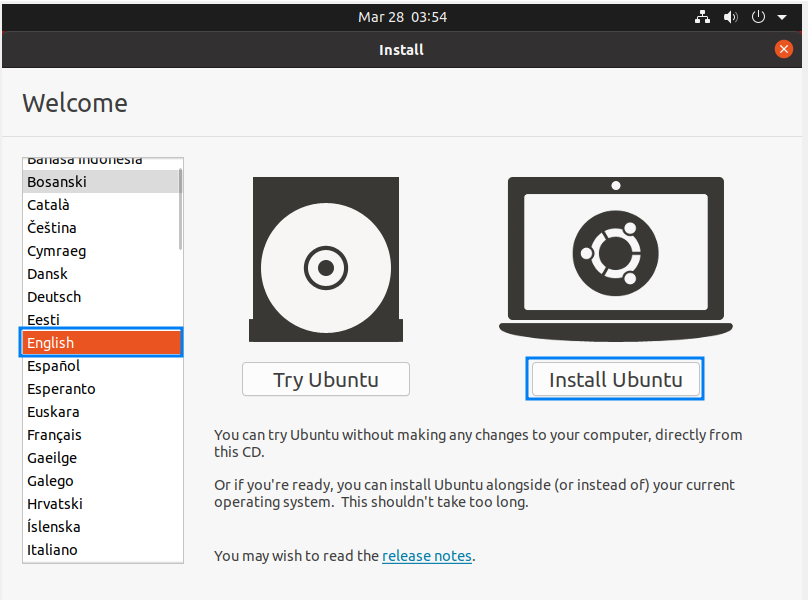 Mar 28 03:54
Install
Welcome
Bahasa Indonesia
Bosanski
Català
Čeština
Cymraeg
Dansk
Deutsch
Eesti
English
Español
Esperanto
Euskara
Français
Gaeilge
Galego
Hrvatski
Íslenska
Italiano
Try Ubuntu
Install Ubuntu
You can try Ubuntu without making any changes to your computer, directly from
this CD.
Or if you're ready, you can install Ubuntu alongside (or instead of) your current
operating system. This shouldn't take too long.
You may wish to read the release notes.